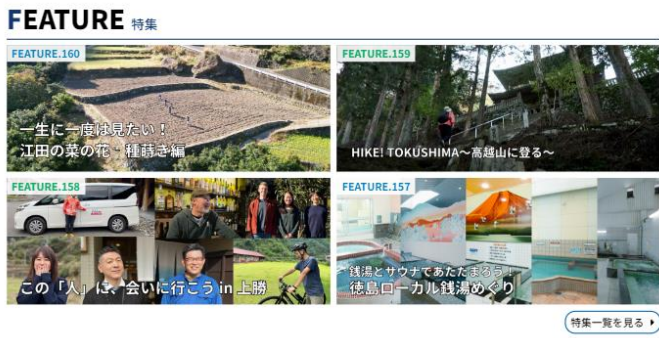 FEATURE 特集
FEATURE.160
一生に一度は見たい！
江田の菜の花・種蒔き編
FEATURE.159
HIKE! TOKUSHIMA～高越山に登る～
FEATURE.158
この「人」に、会いに行こう in 上勝
FEATURE.157
銭湯とサウナであたたまろう！
徳島ローカル銭湯めぐり
特集一覧を見る